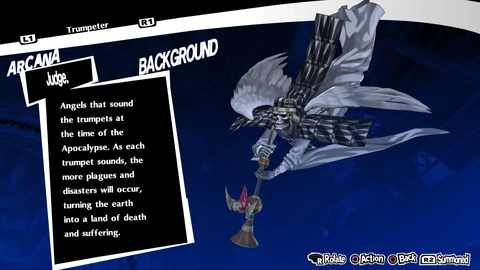 L1 Trumpeter R1
ARCANA
Judge.
BACKGROUND
Angels that sound
the trumpets at
the time of the
Apocalypse. As each
trumpet sounds, the
more plagues and
disasters will occur,
turning the earth
into a land of death
and suffering.
R Rotate Action Back R2 Summoned